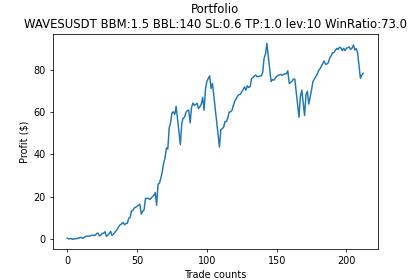 Portfolio
WAVESUSDT BBM:1.5 BBL:140 SL:0.6 TP:1.0 lev:10 WinRatio:73.0
Profit ($)
80
60
40
20
0
0 50 100 150 200
Trade counts